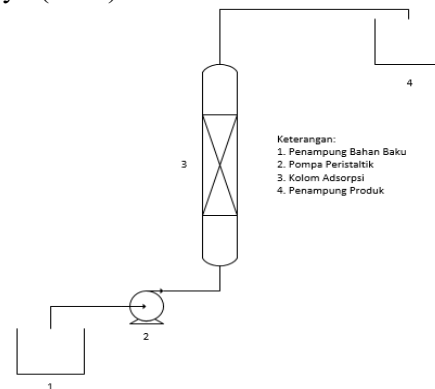 4
Keterangan:
1. Penampung Bahan Baku
2. Pompa Peristaltik
3. Kolom Adsorpsi
4. Penampung Produk
3
2
1